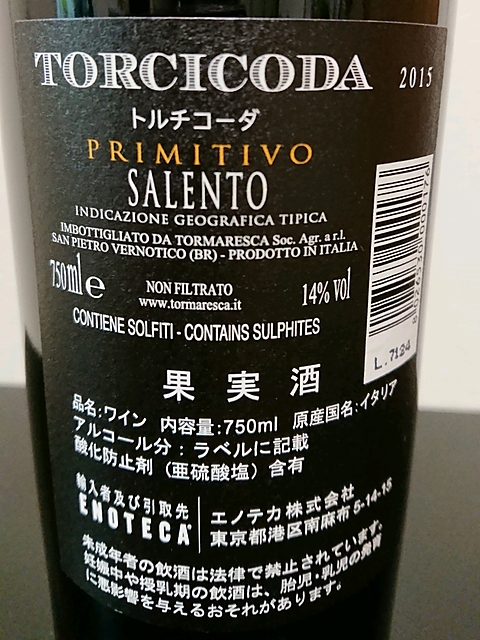 TORCICODA 2015
トルチコーダ
PRIMITIVO
SALENTO
INDICAZIONE GEOGRAFICA TIPICA
IMBOTTIGLIATO DA TORMARESCA Soc. Agr. a r.l.
SAN PIETRO VERNOTICO (BR) - PRODOTTO IN ITALIA
750ml e NON FILTRATO 14% vol
www.tormaresca.it
CONTIENE SOLFITI - CONTAINS SULPHITES
L.7124
果実酒
品名:ワイン 内容量:750ml 原産国名:イタリア
アルコール分:ラベルに記載
酸化防止剤(亜硫酸塩)含有
輸入者及び引取先
ENOTECA
エノテカ株式会社
東京都港区南麻布5-14-15
未成年者の飲酒は法律で禁止されています。
妊娠中や授乳期の飲酒は、胎児・乳児の発育
に悪影響を与えるおそれがあります。